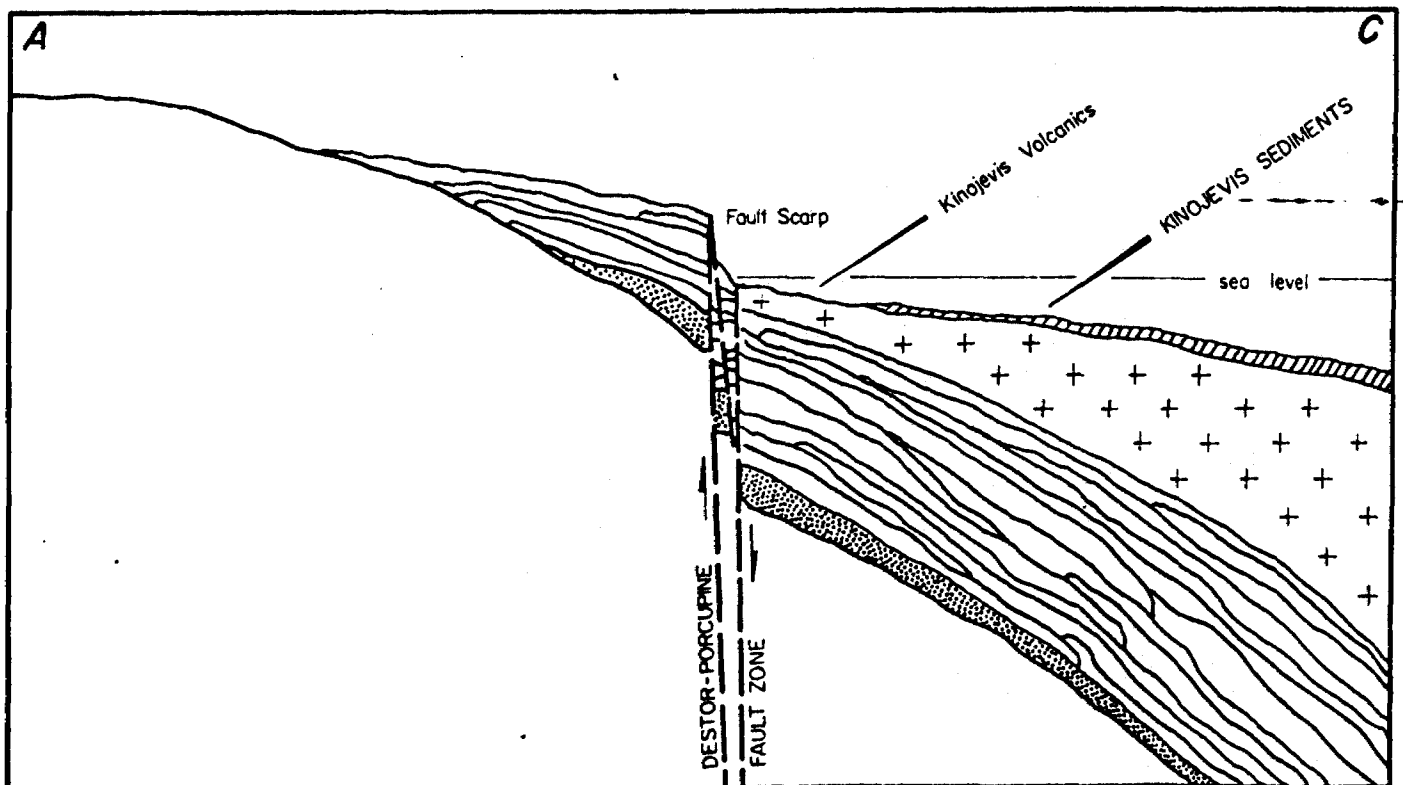 A
C
Kinojevis Volcanics
KINOJEVIS SEDIMENTS
Fault Scarp
sea level
DESTOR-PORCUPINE
FAULT ZONE